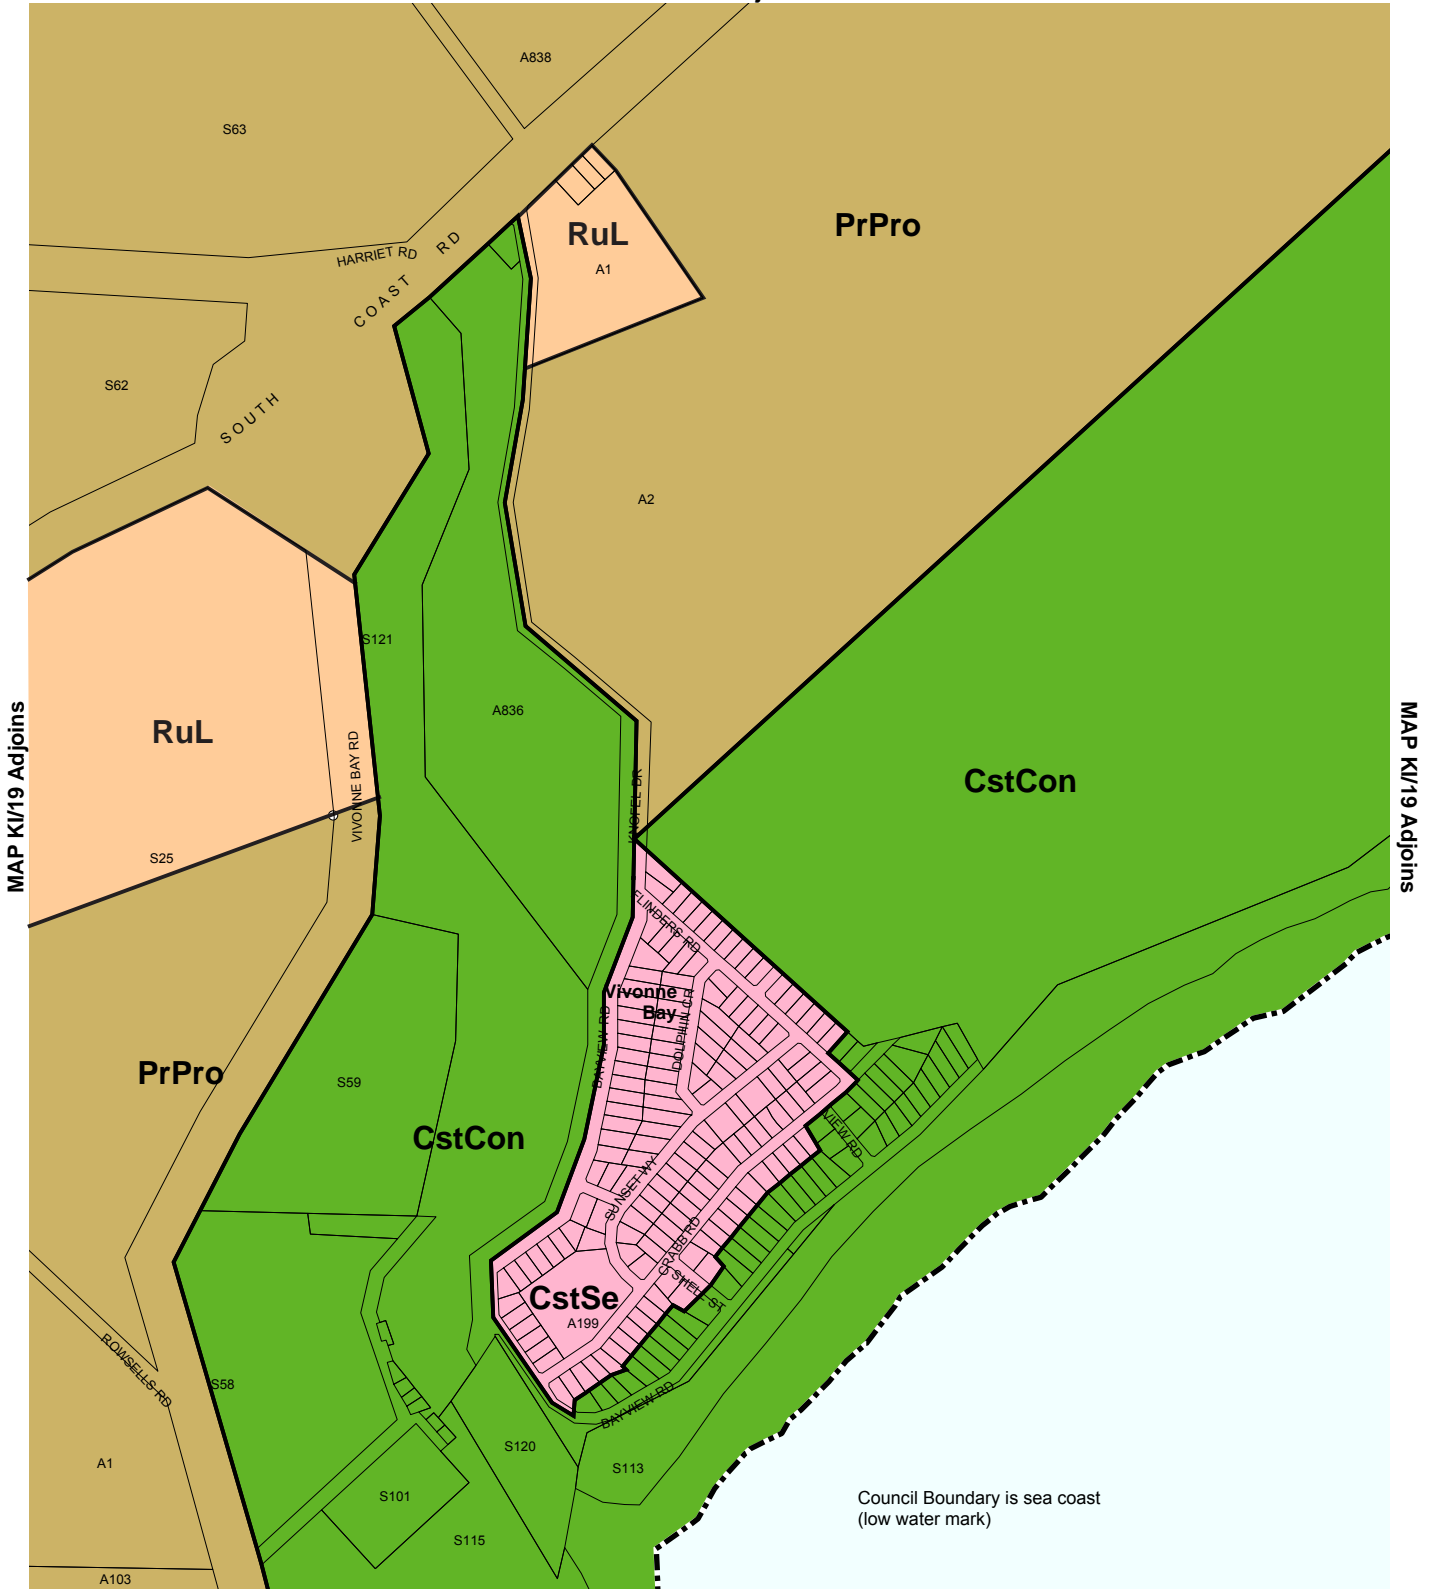 A838
S63
RuL
A1
PrPro
HARRIET RD
SOUTH COAST RD
S62
A2
S121
RuL
A836
MAP KI/19 Adjoins
MAP KI/19 Adjoins
VIVONNE BAY RD
KNOFEL DR
CstCon
S25
FLINDERS RD
Vivonne
Bay
DOLPHIN CR
BAYVIEW RD
PrPro
S59
CstCon
VIEW RD
SUNSET WY
CRABB RD
SHELL ST
CstSe
A199
ROWSELLS RD
S58
BAYVIEW RD
A1
S120
S113
S101
Council Boundary is sea coast
(low water mark)
S115
A103